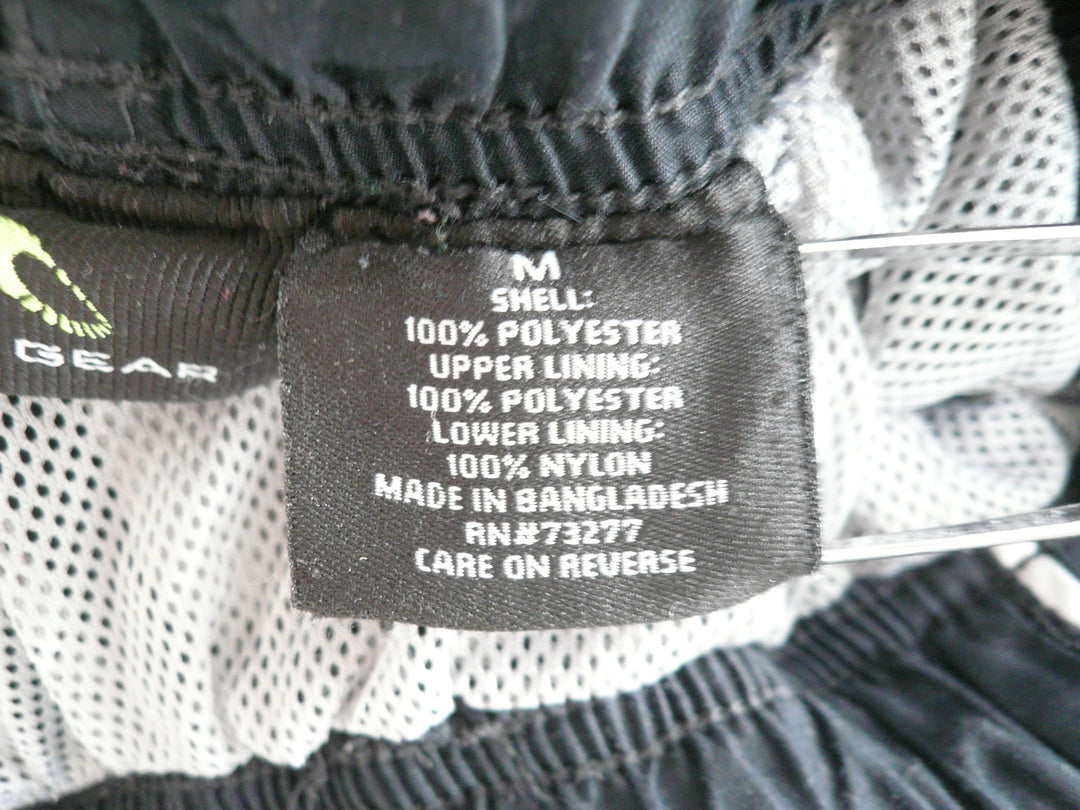 GEAR
M
SHELL:
100% POLYESTER
UPPER LINING:
100% POLYESTER
LOWER LINING:
100% NYLON
MADE IN BANGLADESH
RN#73277
CARE ON REVERSE